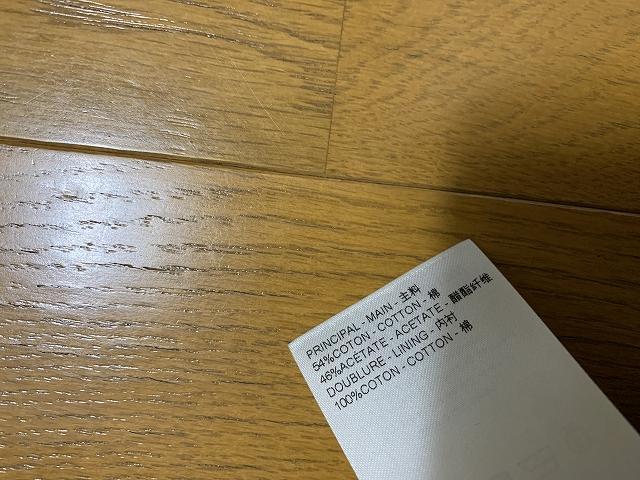 PRINCIPAL - MAIN - 主料
54%COTON - COTTON - 棉
46%ACÉTATE - ACETATE - 醋酯纤维
DOUBLURE - LINING - 内衬
100%COTON - COTTON - 棉